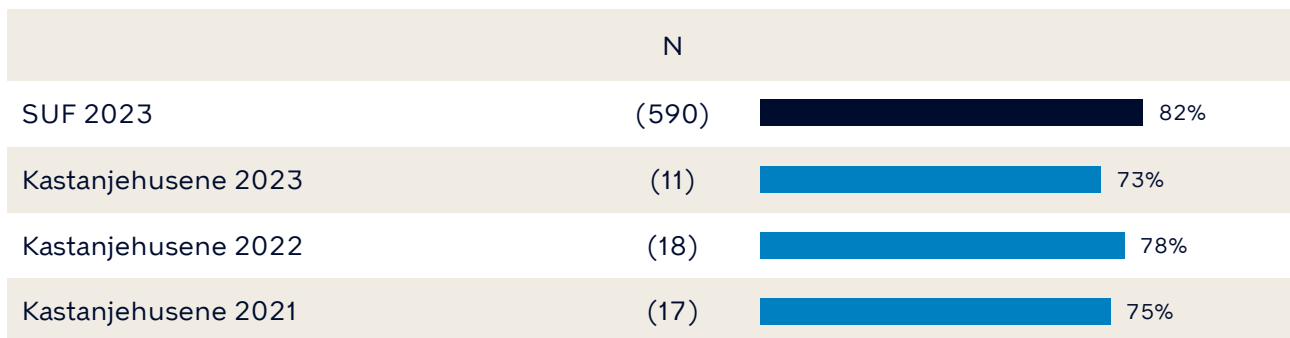 N
SUF 2023 (590) 82%
Kastanjehusene 2023 (11) 73%
Kastanjehusene 2022 (18) 78%
Kastanjehusene 2021 (17) 75%